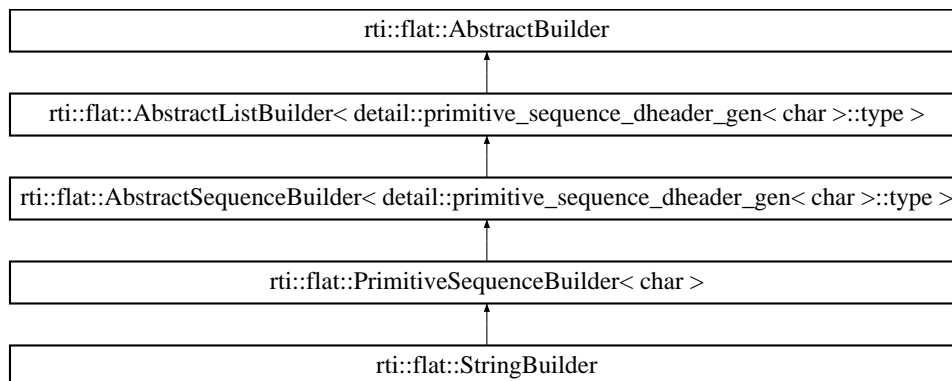 rti::flat::AbstractBuilder
rti::flat::AbstractListBuilder< detail::primitive_sequence_dheader_gen< char >::type >
rti::flat::AbstractSequenceBuilder< detail::primitive_sequence_dheader_gen< char >::type >
rti::flat::PrimitiveSequenceBuilder< char >
rti::flat::StringBuilder